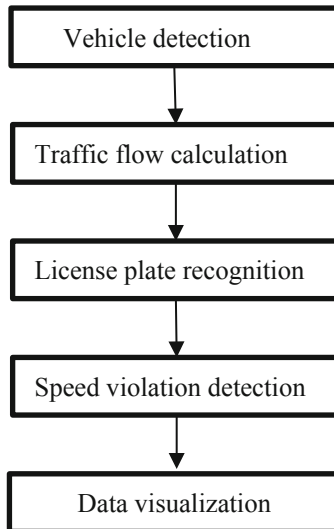 Vehicle detection
Traffic flow calculation
License plate recognition
Speed violation detection
Data visualization